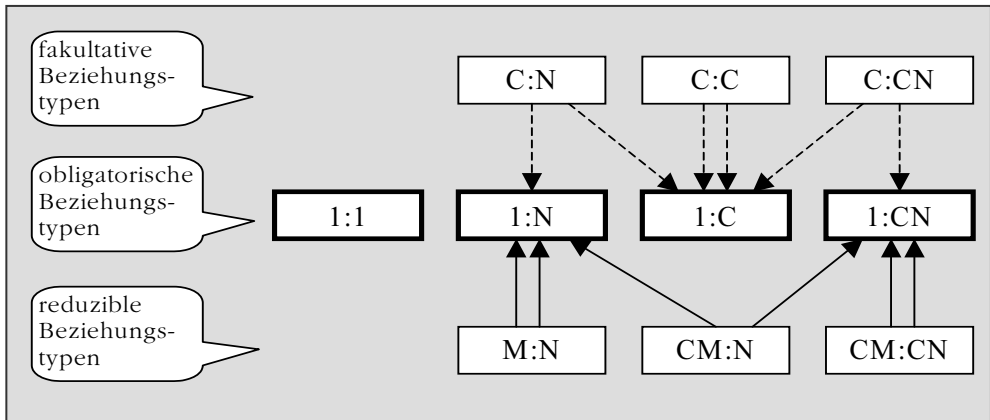 fakultative
Beziehungs-
typen
C:N
C:C
C:CN
obligatorische
Beziehungs-
typen
1:1
1:N
1:C
1:CN
reduzible
Beziehungs-
typen
M:N
CM:N
CM:CN